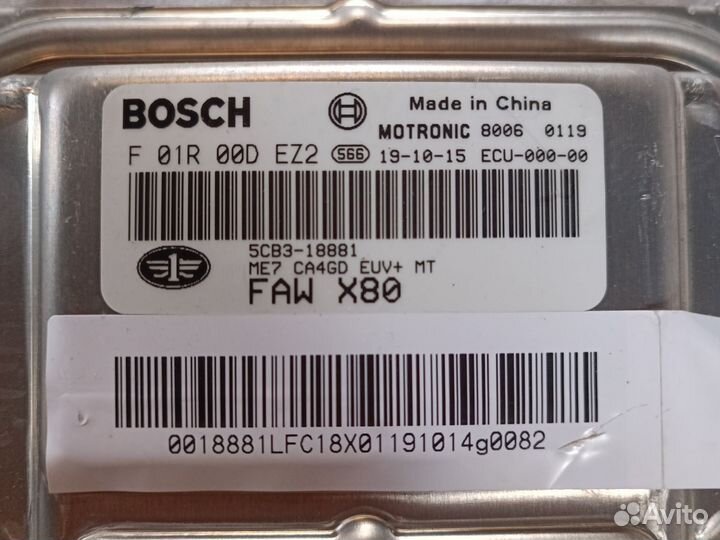 BOSCH
Made in China
MOTRONIC 8006 0119
F 01R 00D EZ2 S66 19-10-15 ECU-000-00
5CB3-18881
1
ME7 CA4GD EUV+ MT
FAW X80
0018881LFC18X01191014g0082
Avito